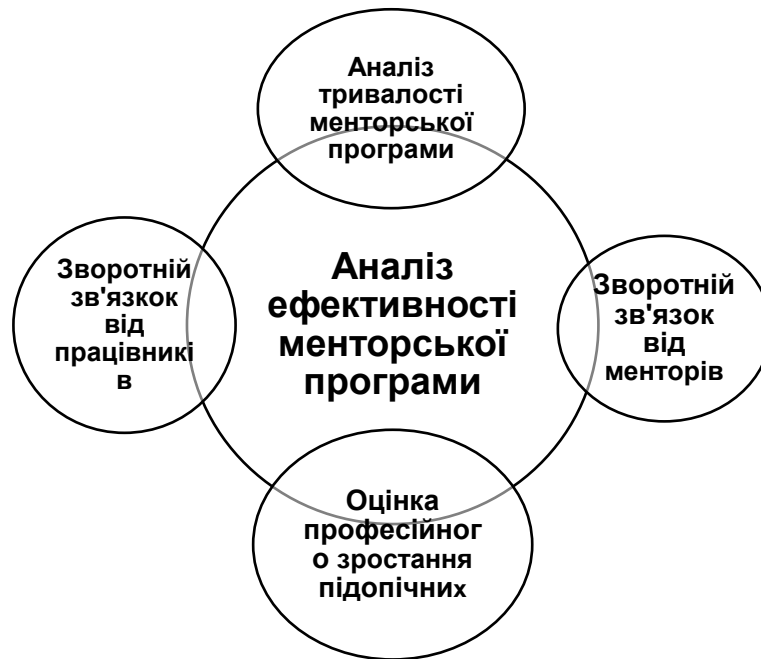 Аналіз
тривалості
менторської
програми
Зворотній
зв'язкок
від
працівникі
в
Аналіз
ефективності
менторської
програми
Зворотній
зв'язок
від
менторів
Оцінка
професійног
о зростання
підопічних